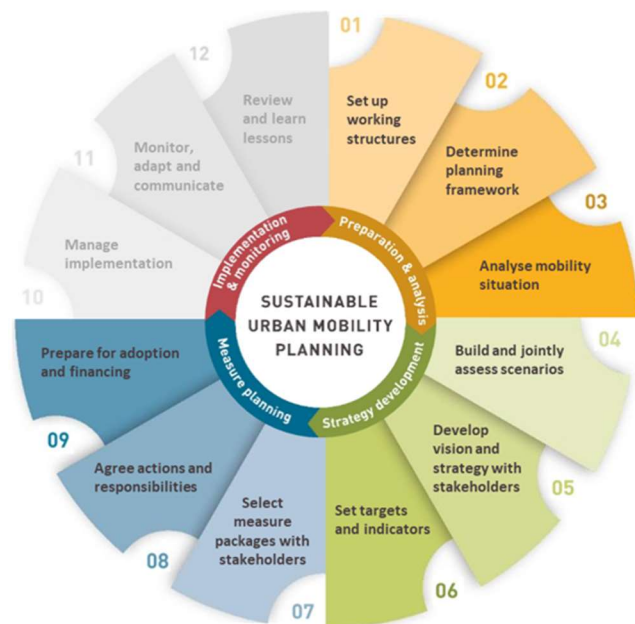 SUSTAINABLE
URBAN MOBILITY
PLANNING
Preparation & analysis
01
Set up
working
structures
02
Determine
planning
framework
03
Analyse mobility
situation
Strategy development
04
Build and jointly
assess scenarios
05
Develop
vision and
strategy with
stakeholders
06
Set targets
and indicators
Measure planning
07
Select
measure
packages with
stakeholders
08
Agree actions and
responsibilities
09
Prepare for adoption
and financing
Implementation
& monitoring
10
Manage
implementation
11
Monitor,
adapt and
communicate
12
Review
and learn
lessons